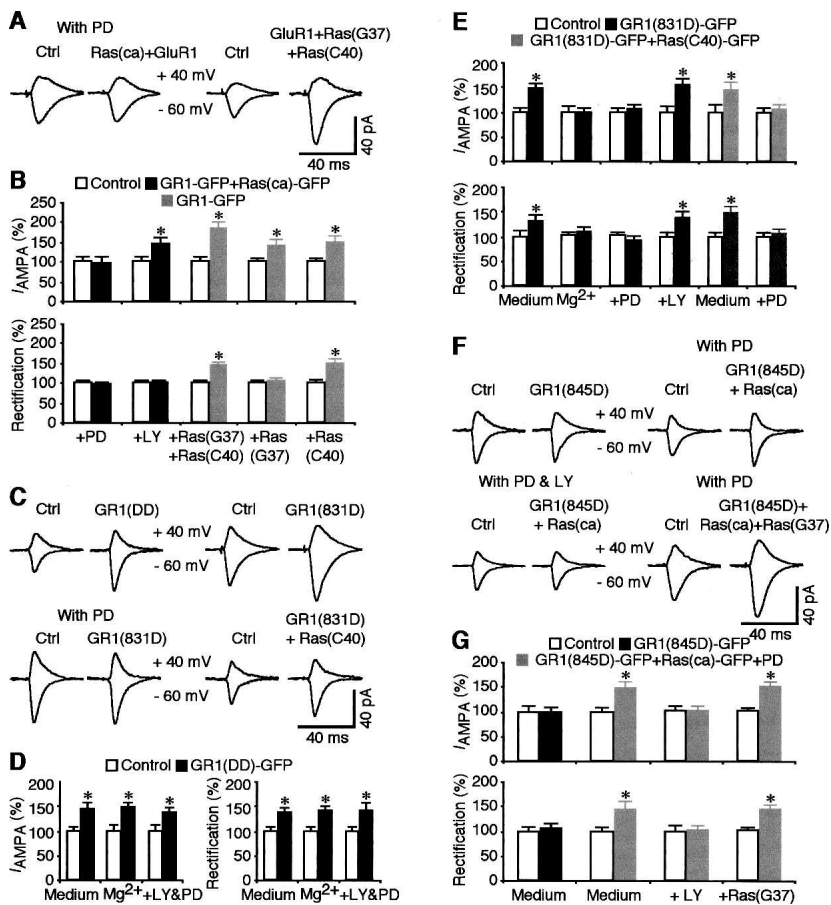 A
With PD
Ctrl
Ras(ca)+GluR1
+ 40 mV
- 60 mV
Ctrl
GluR1+Ras(G37)
+Ras(C40)
40 pA
40 ms
B
Control
GR1-GFP+Ras(ca)-GFP
GR1-GFP
I_AMPA (%)
250
200
150
100
50
0
* * * *
Rectification (%)
250
200
150
100
50
0
* *
+PD
+LY
+Ras(G37)
+Ras(C40)
+Ras
(G37)
+Ras
(C40)
C
Ctrl
GR1(DD)
+ 40 mV
- 60 mV
Ctrl
GR1(831D)
With PD
Ctrl
GR1(831D)
+ 40 mV
- 60 mV
Ctrl
GR1(831D)
+ Ras(C40)
40 pA
40 ms
D
Control
GR1(DD)-GFP
I_AMPA (%)
200
150
100
50
0
* * *
Medium Mg2+ +LY&PD
Rectification (%)
200
150
100
50
0
* * *
Medium Mg2+ +LY&PD
E
Control
GR1(831D)-GFP
GR1(831D)-GFP+Ras(C40)-GFP
I_AMPA (%)
200
150
100
50
0
* * *
Rectification (%)
200
150
100
50
0
* * *
Medium Mg2+ +PD +LY Medium +PD
F
Ctrl
GR1(845D)
+ 40 mV
- 60 mV
With PD
Ctrl
GR1(845D)
+ Ras(ca)
With PD & LY
Ctrl
GR1(845D)
+ Ras(ca)
+ 40 mV
- 60 mV
With PD
Ctrl
GR1(845D)+
Ras(ca)+Ras(G37)
40 pA
40 ms
G
Control
GR1(845D)-GFP
GR1(845D)-GFP+Ras(ca)-GFP+PD
I_AMPA (%)
200
150
100
50
0
* *
Rectification (%)
200
150
100
50
0
* *
Medium Medium + LY +Ras(G37)